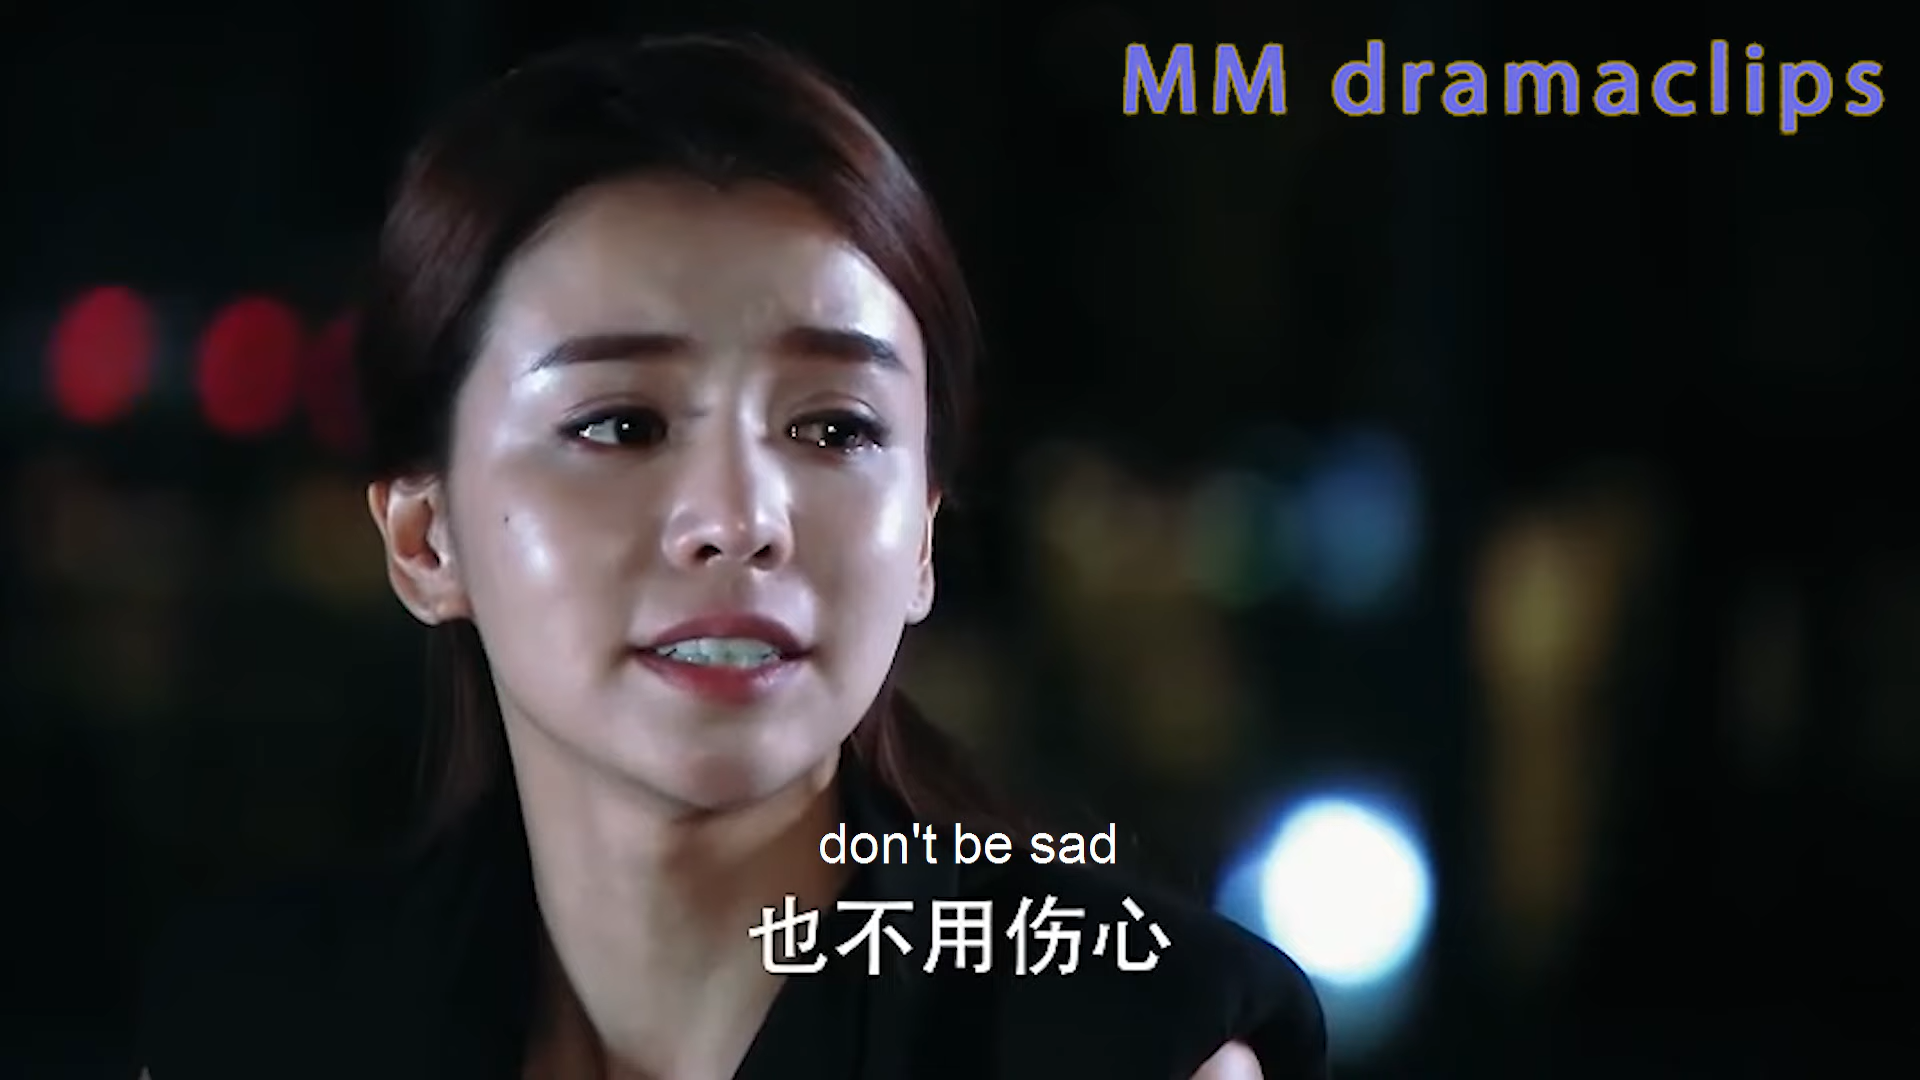 MM dramaclips
don't be sad
也不用伤心